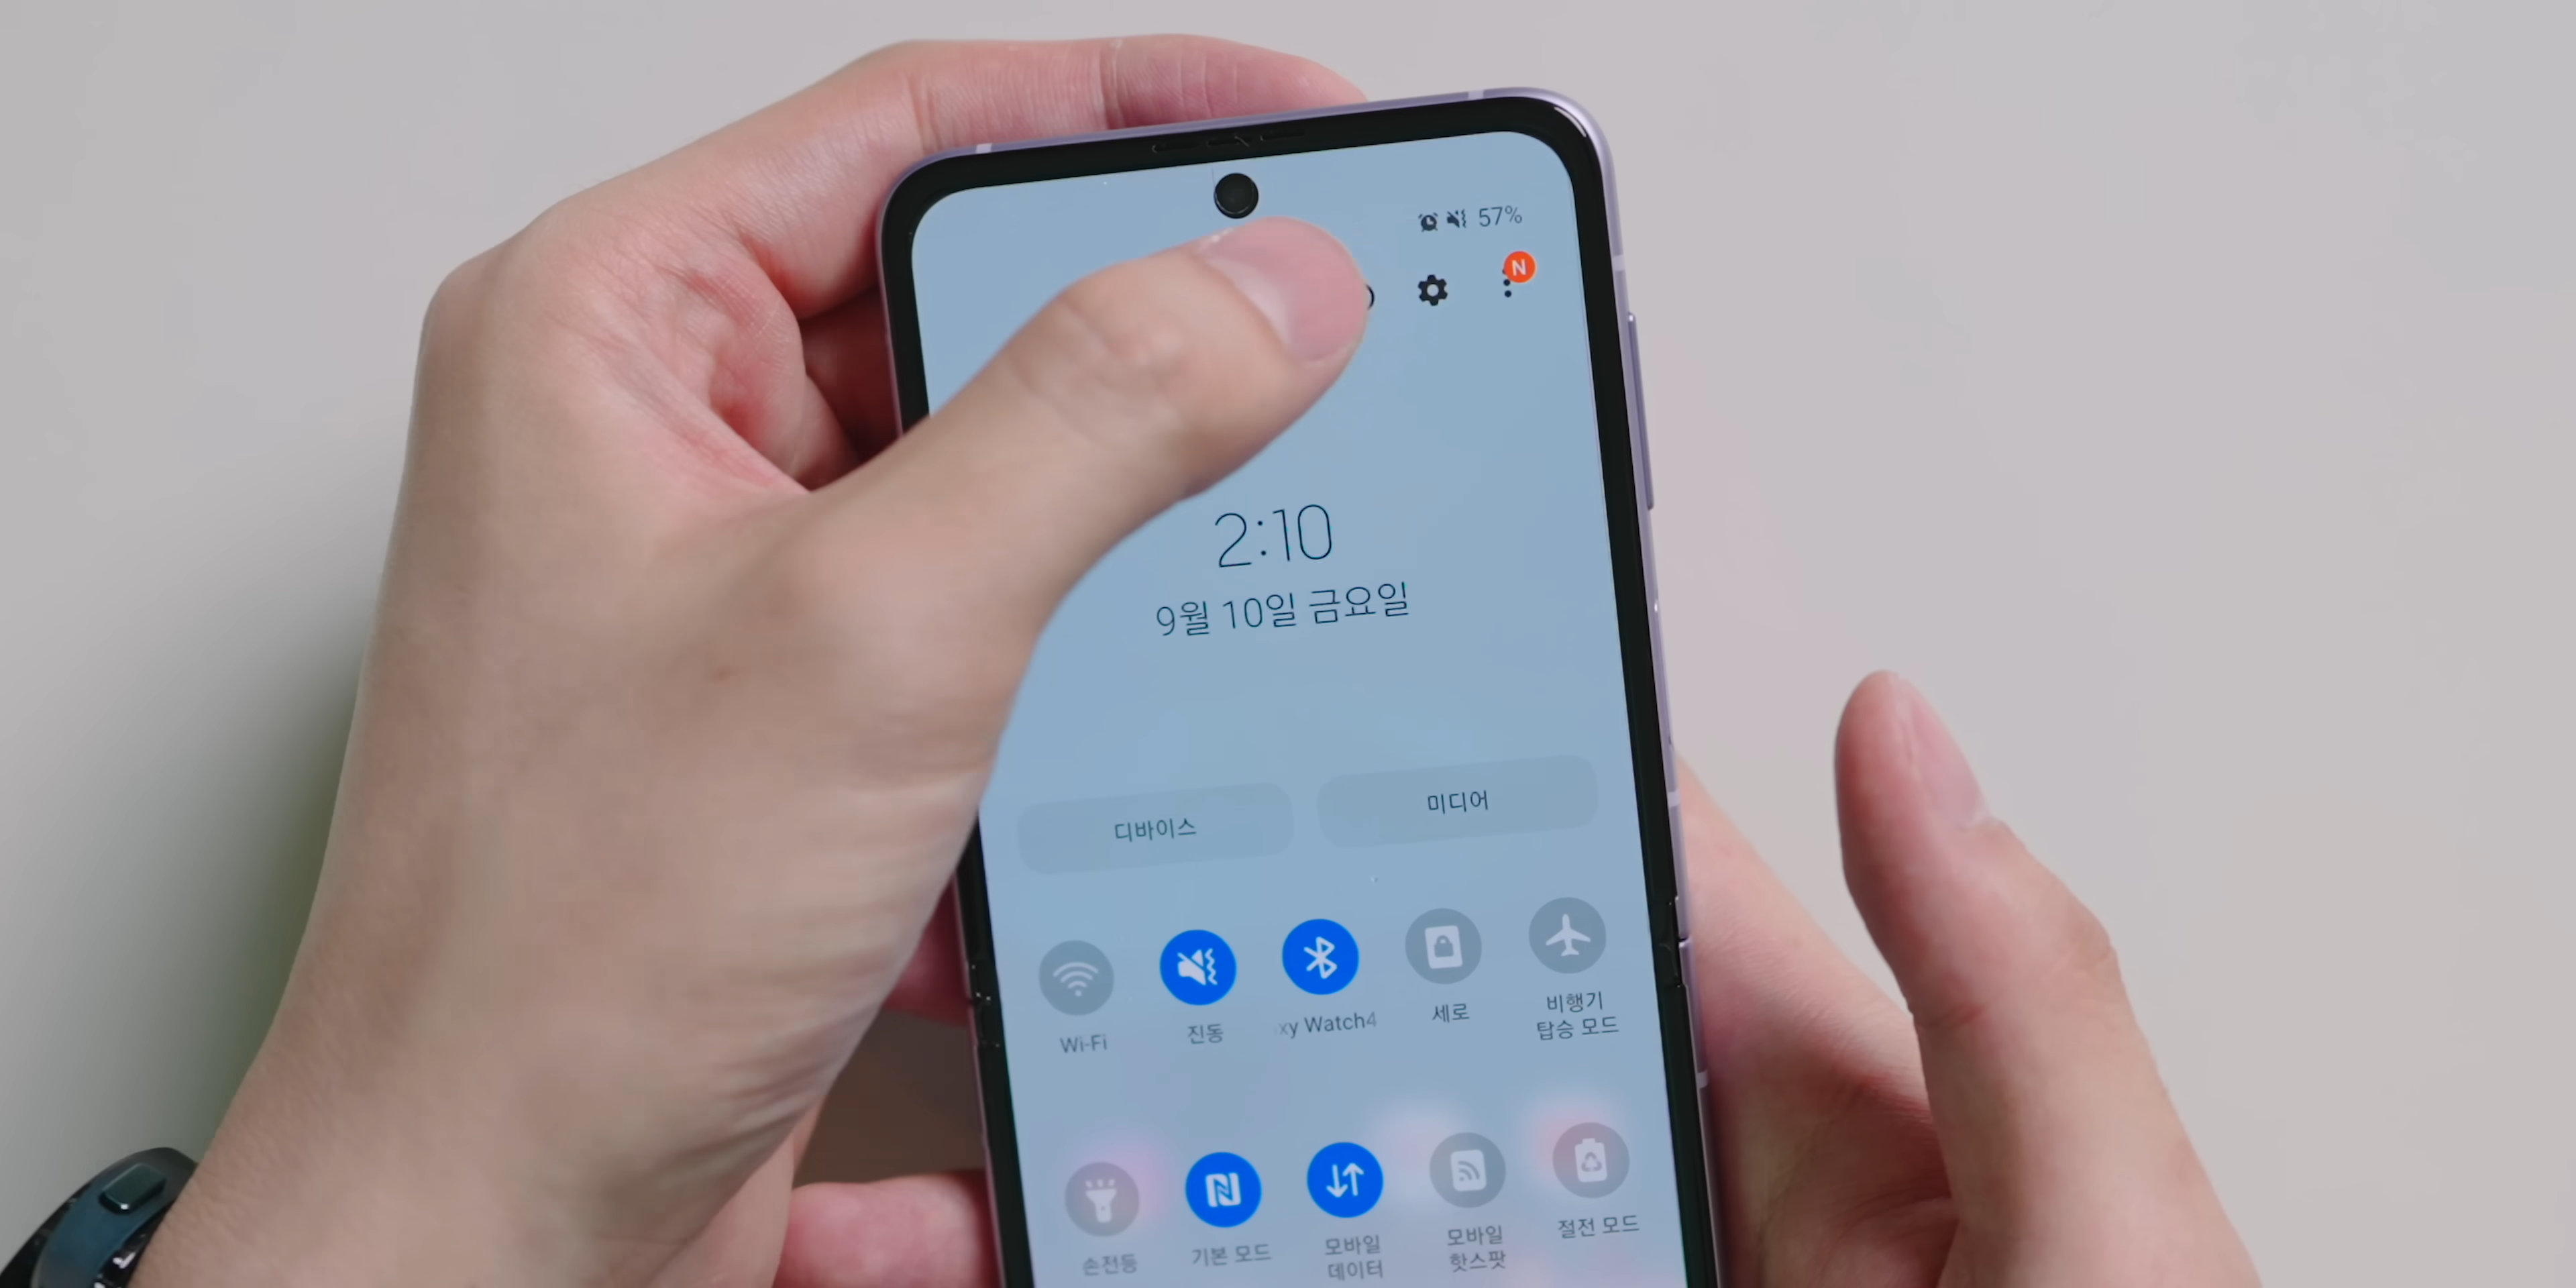 57%
N
2:10
9월 10일 금요일
디바이스
미디어
Wi-Fi
진동
xy Watch4
세로
비행기
탑승 모드
손전등
기본 모드
모바일
데이터
모바일
핫스팟
절전 모드